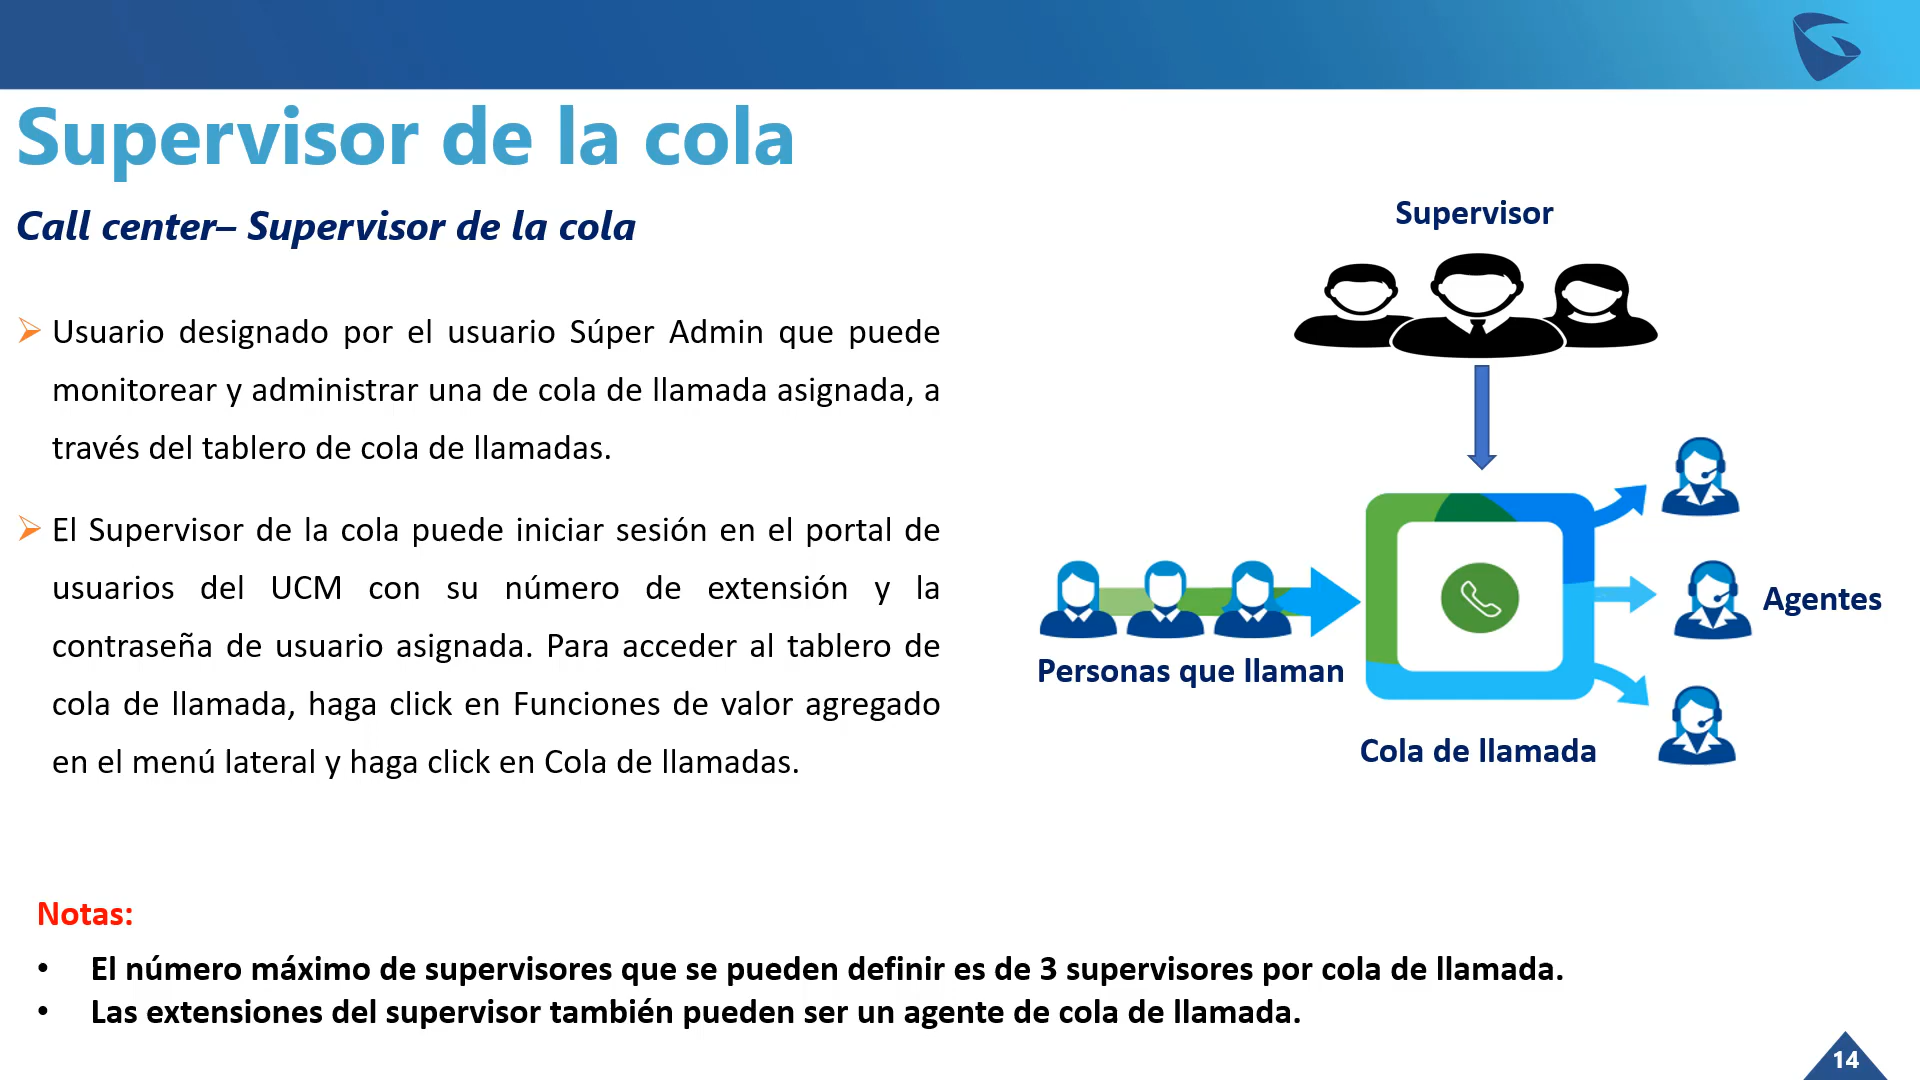 Supervisor de la cola
Call center– Supervisor de la cola
Usuario designado por el usuario Súper Admin que puede
monitorear y administrar una de cola de llamada asignada, a
través del tablero de cola de llamadas.
El Supervisor de la cola puede iniciar sesión en el portal de
usuarios del UCM con su número de extensión y la
contraseña de usuario asignada. Para acceder al tablero de
cola de llamada, haga click en Funciones de valor agregado
en el menú lateral y haga click en Cola de llamadas.
Supervisor
Agentes
Personas que llaman
Cola de llamada
Notas:
• El número máximo de supervisores que se pueden definir es de 3 supervisores por cola de llamada.
• Las extensiones del supervisor también pueden ser un agente de cola de llamada.
14